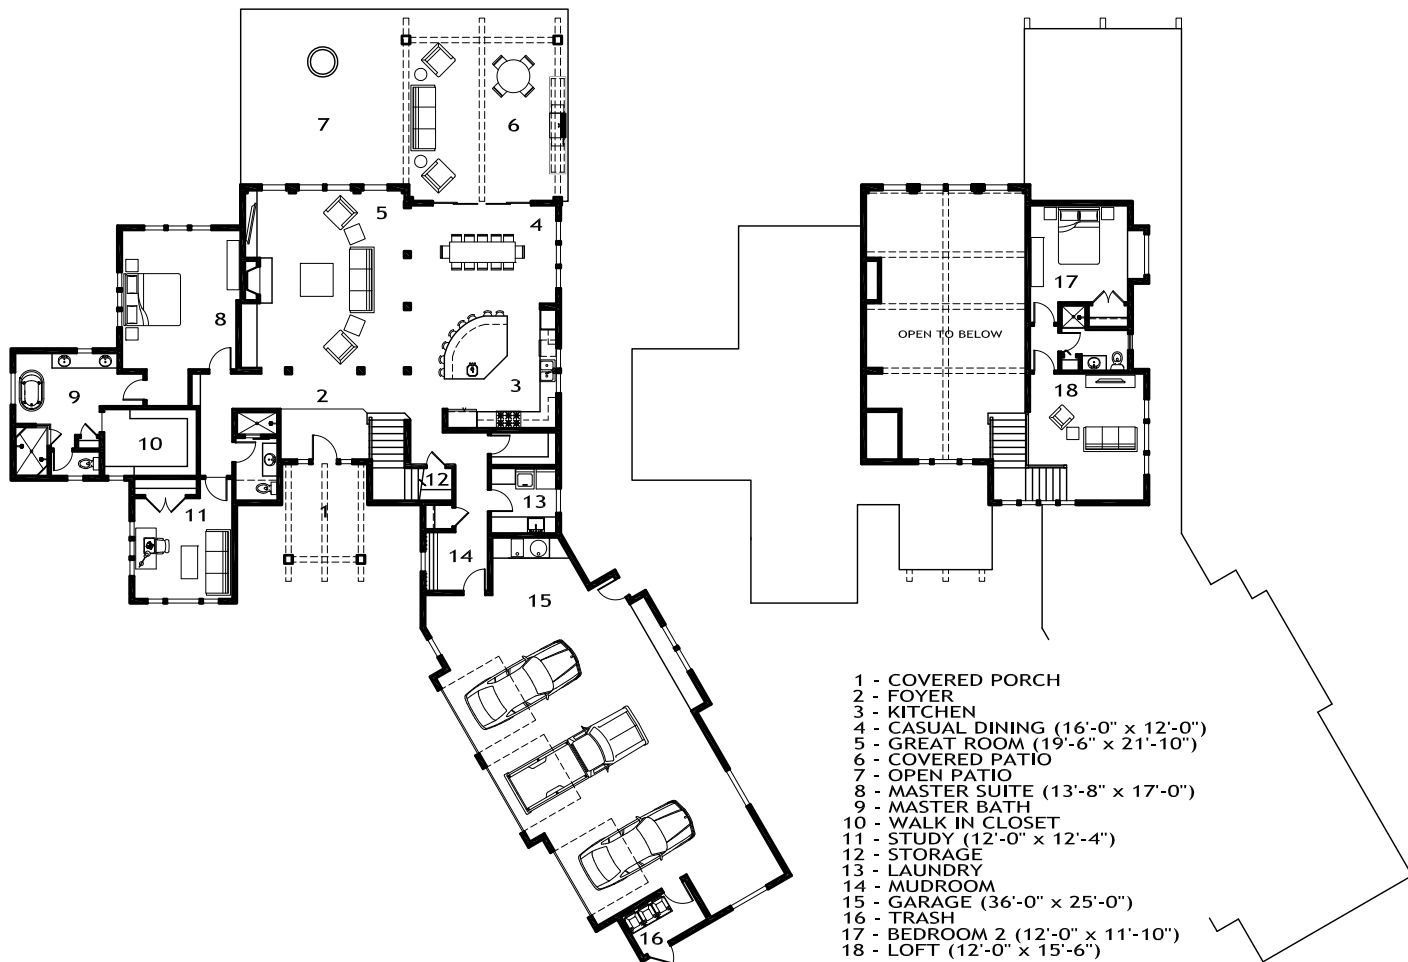 7
6
5
4
8
17
OPEN TO BELOW
9
2
3
18
10
12
13
11
1
14
15
16
1 - COVERED PORCH
2 - FOYER
3 - KITCHEN
4 - CASUAL DINING (16'-0" x 12'-0")
5 - GREAT ROOM (19'-6" x 21'-10")
6 - COVERED PATIO
7 - OPEN PATIO
8 - MASTER SUITE (13'-8" x 17'-0")
9 - MASTER BATH
10 - WALK IN CLOSET
11 - STUDY (12'-0" x 12'-4")
12 - STORAGE
13 - LAUNDRY
14 - MUDROOM
15 - GARAGE (36'-0" x 25'-0")
16 - TRASH
17 - BEDROOM 2 (12'-0" x 11'-10")
18 - LOFT (12'-0" x 15'-6")